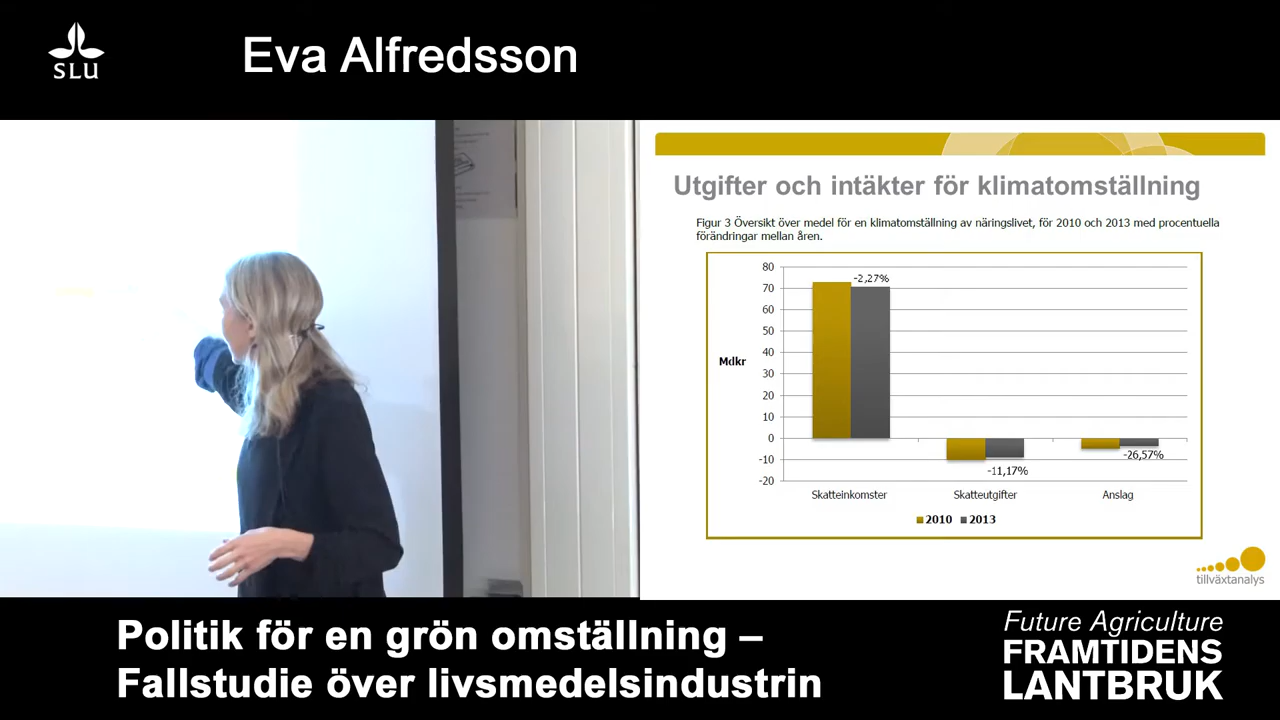 SLU
Eva Alfredsson
Utgifter och intäkter för klimatomställning
Figur 3 Översikt över medel för en klimatomställning av näringslivet, för 2010 och 2013 med procentuella
förändringar mellan åren.
80
70
60
50
40
30
20
10
0
-10
-20
Mdkr
-2,27%
-11,17%
-26,57%
Skatteinkomster
Skatteutgifter
Anslag
2010
2013
tillväxtanalys
Politik för en grön omställning –
Fallstudie över livsmedelsindustrin
Future Agriculture
FRAMTIDENS
LANTBRUK